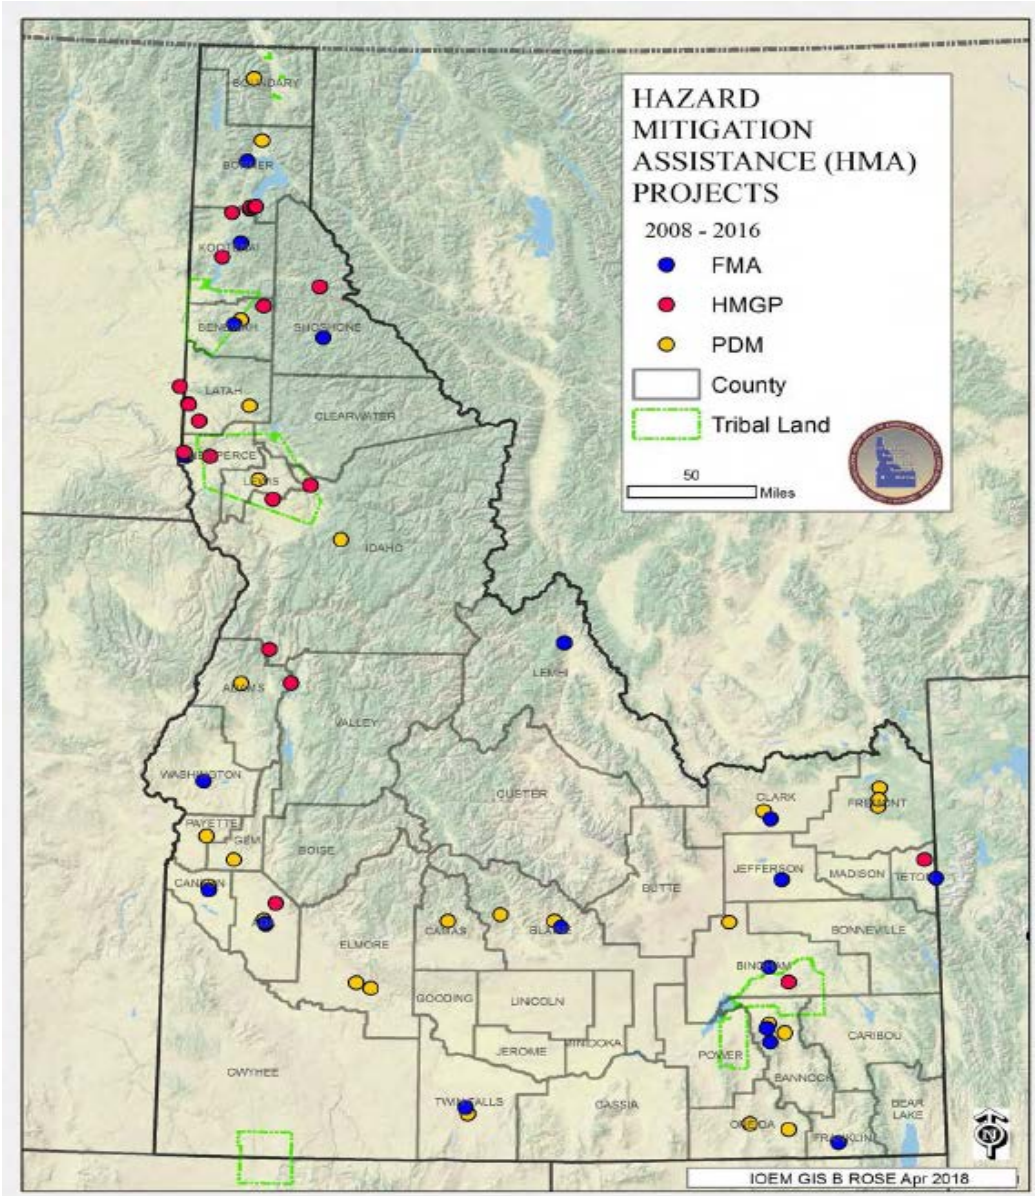 BOUNDARY
BONNER
HAZARD
MITIGATION
ASSISTANCE (HMA)
PROJECTS
2008 - 2016
FMA
HMGP
PDM
County
Tribal Land
50
Miles
KOOTENAI
BENEWAH
SHOSHONE
LATAH
CLEARWATER
NEZ PERCE
LEWIS
IDAHO
LEMHI
ADAMS
VALLEY
WASHINGTON
CUSTER
CLARK
FREMONT
PAYETTE
GEM
BOISE
CANYON
JEFFERSON
MADISON
TETON
BUTTE
ADA
ELMORE
CAMAS
BLAINE
BONNEVILLE
BINGHAM
GOODING
LINCOLN
JEROME
MINIDOKA
POWER
CARIBOU
BANNOCK
OWYHEE
TWIN FALLS
CASSIA
ONEIDA
BEAR
LAKE
FRANKLIN
N
IOEM GIS B ROSE Apr 2018